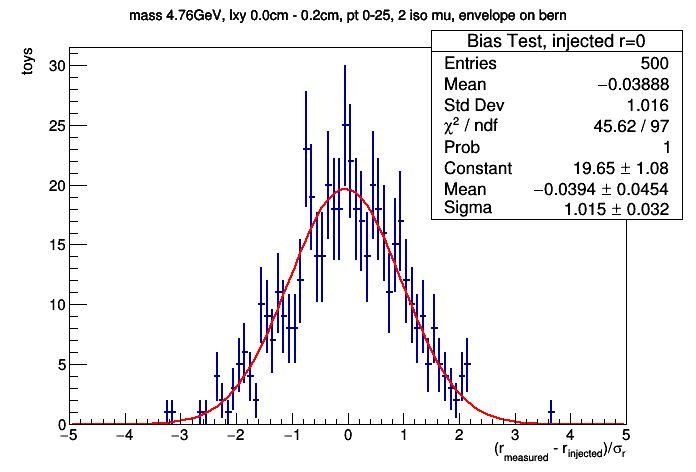 mass 4.76GeV, lxy 0.0cm - 0.2cm, pt 0-25, 2 iso mu, envelope on bern
Bias Test, injected r=0
Entries 500
Mean −0.03888
Std Dev 1.016
χ² / ndf 45.62 / 97
Prob 1
Constant 19.65 ± 1.08
Mean −0.0394 ± 0.0454
Sigma 1.015 ± 0.032
toys
30
25
20
15
10
5
0
−5 −4 −3 −2 −1 0 1 2 3 4 5
(r_measured - r_injected)/σ_r